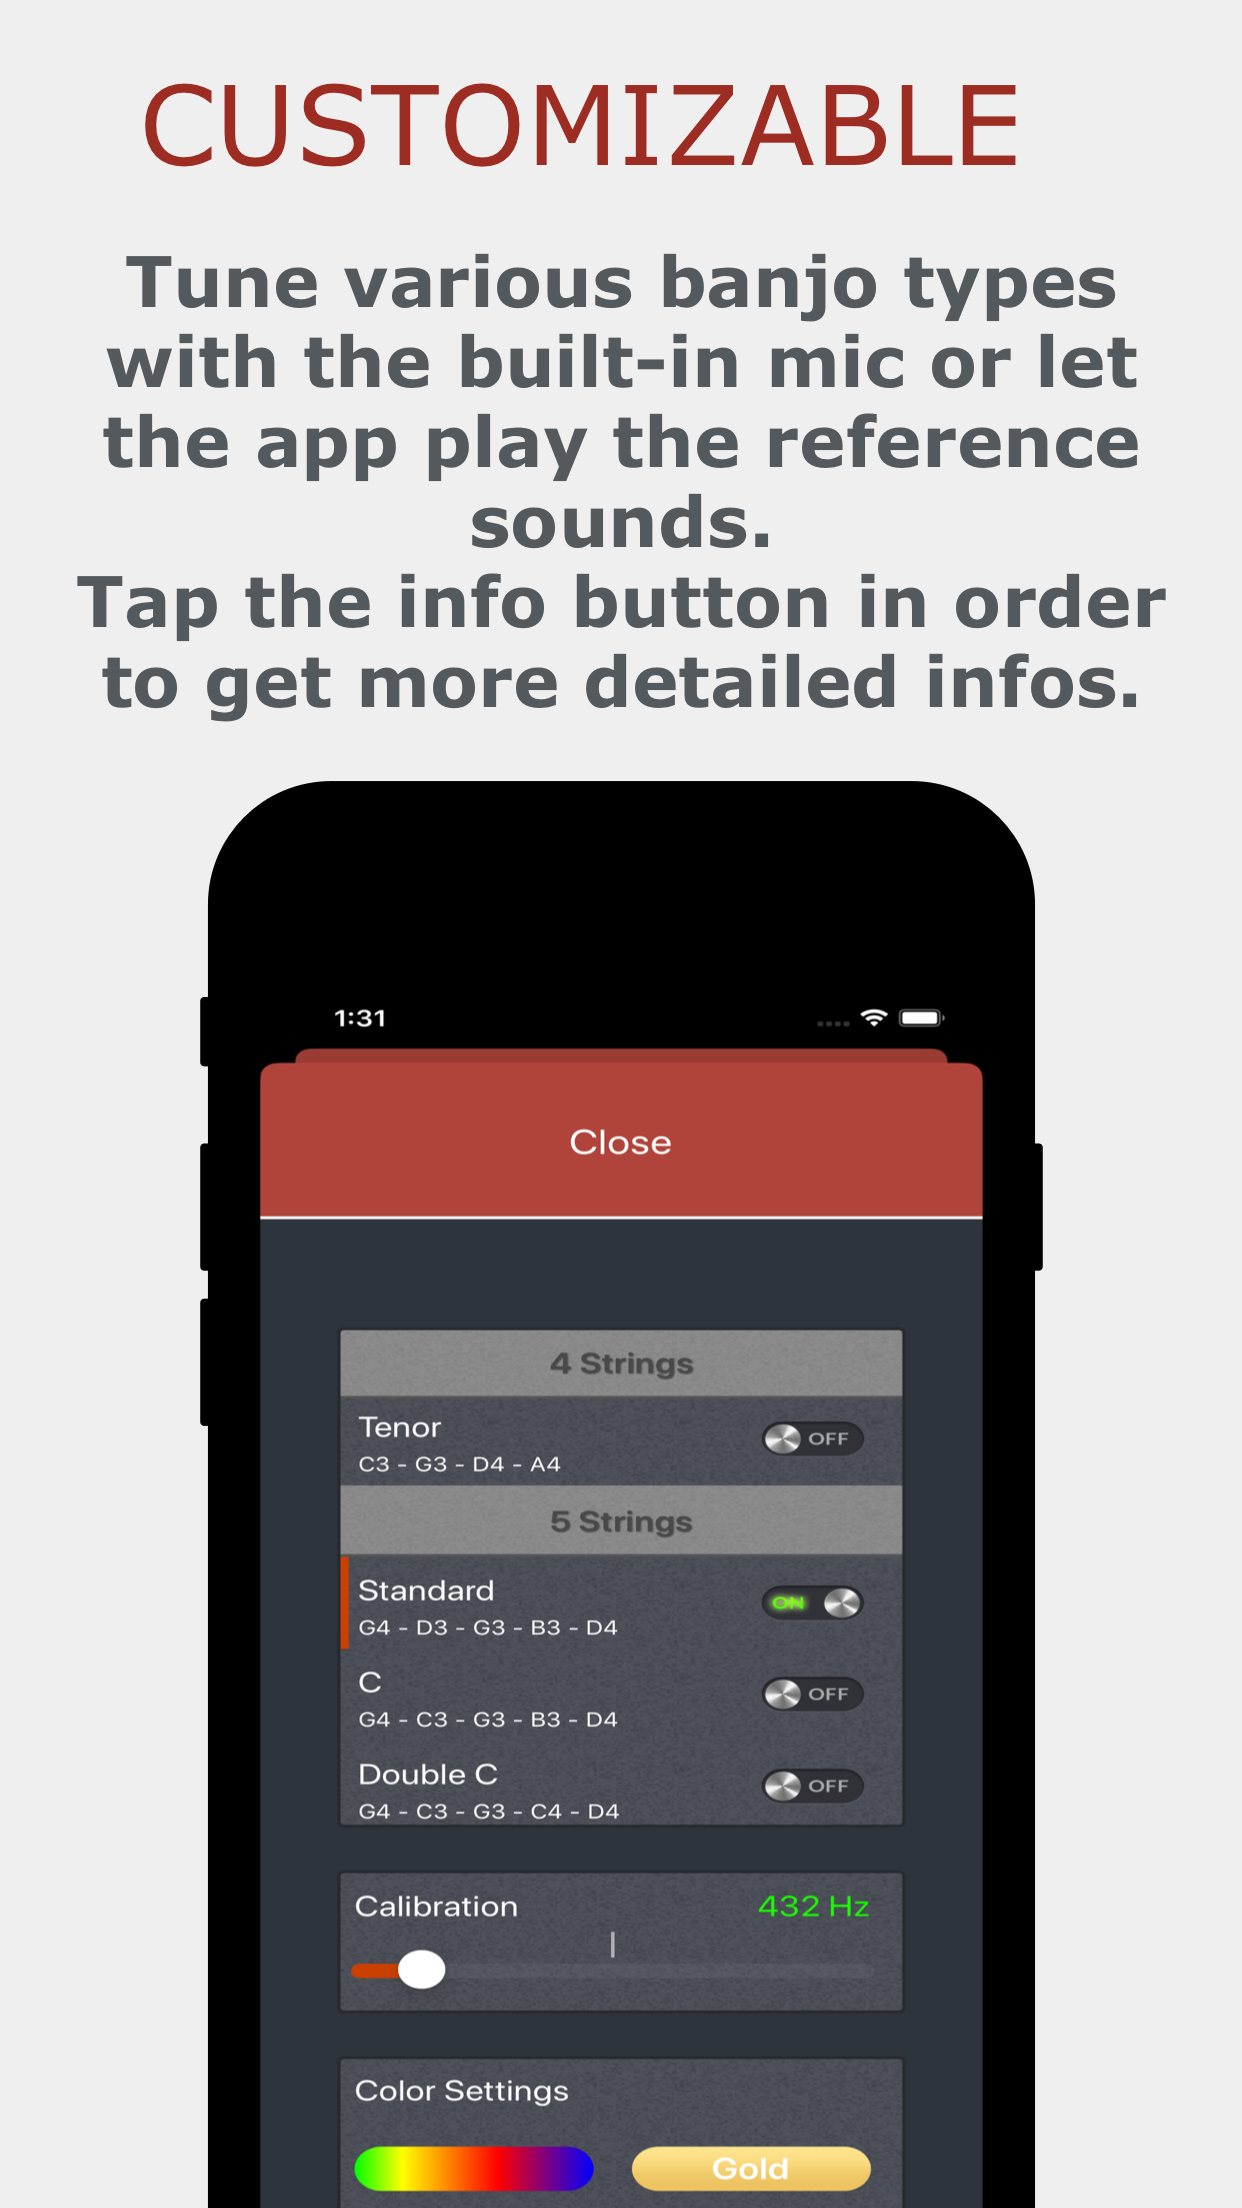 CUSTOMIZABLE
Tune various banjo types
with the built-in mic or let
the app play the reference
sounds.
Tap the info button in order
to get more detailed infos.
1:31
Close
4 Strings
Tenor
OFF
C3 - G3 - D4 - A4
5 Strings
Standard
ON
G4 - D3 - G3 - B3 - D4
C
OFF
G4 - C3 - G3 - B3 - D4
Double C
OFF
G4 - C3 - G3 - C4 - D4
Calibration 432 Hz
Color Settings
Gold